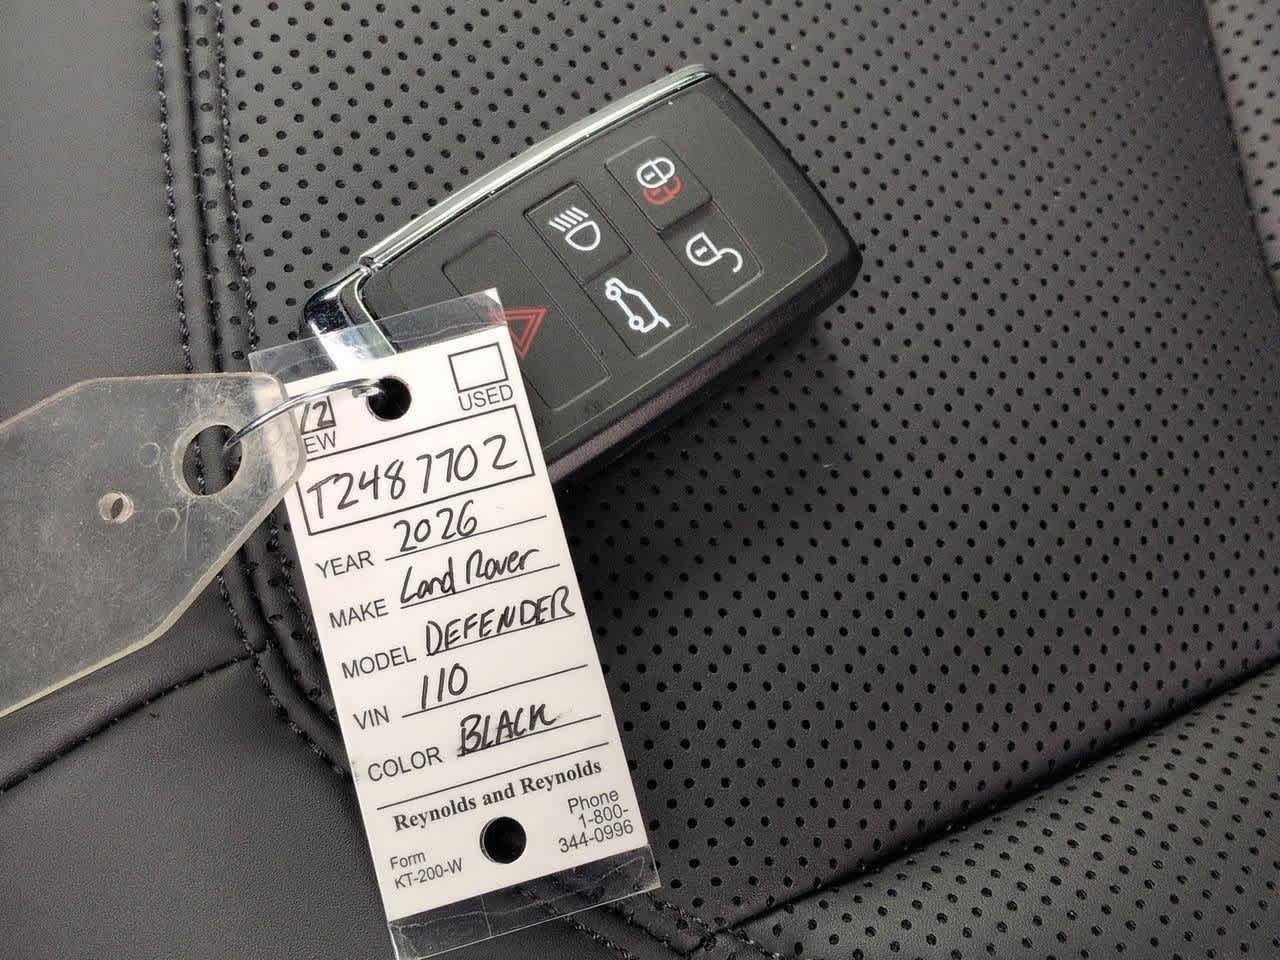 USED
EW
T2487702
YEAR 2026
MAKE Land Rover
MODEL DEFENDER
VIN 110
COLOR BLACK
Reynolds and Reynolds
Form
KT-200-W
Phone
1-800-
344-0996